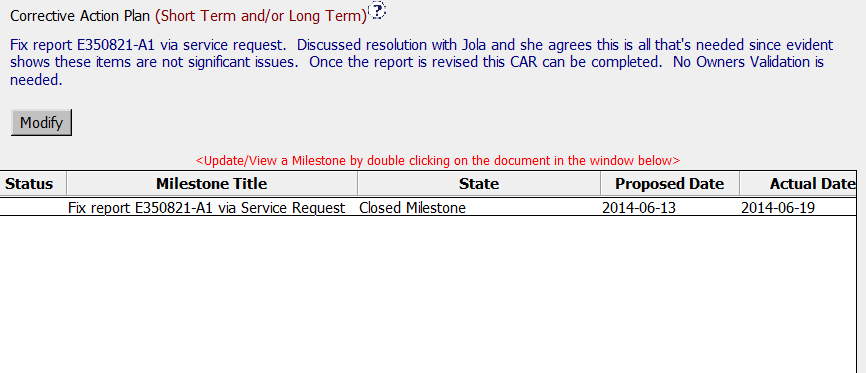 Corrective Action Plan (Short Term and/or Long Term) ?
Fix report E350821-A1 via service request.  Discussed resolution with Jola and she agrees this is all that's needed since evident
shows these items are not significant issues.  Once the report is revised this CAR can be completed.  No Owners Validation is
needed.
Modify
<Update/View a Milestone by double clicking on the document in the window below>
Status Milestone Title State Proposed Date Actual Date
Fix report E350821-A1 via Service Request Closed Milestone 2014-06-13 2014-06-19